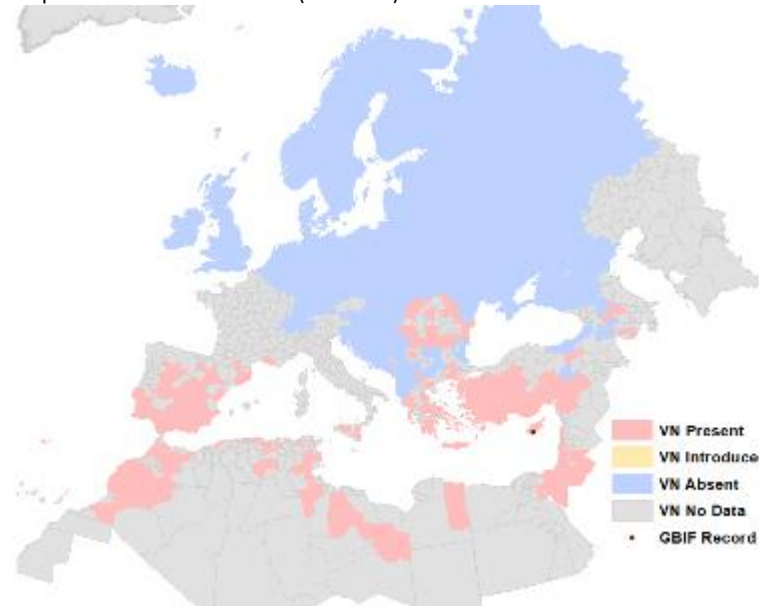 VN Present
VN Introduce
VN Absent
VN No Data
GBIF Record